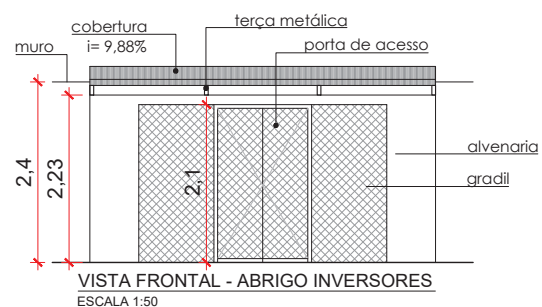 terça metálica
cobertura
i= 9,88%
porta de acesso
muro
alvenaria
gradil
2,4
2,23
2,1
VISTA FRONTAL - ABRIGO INVERSORES
ESCALA 1:50